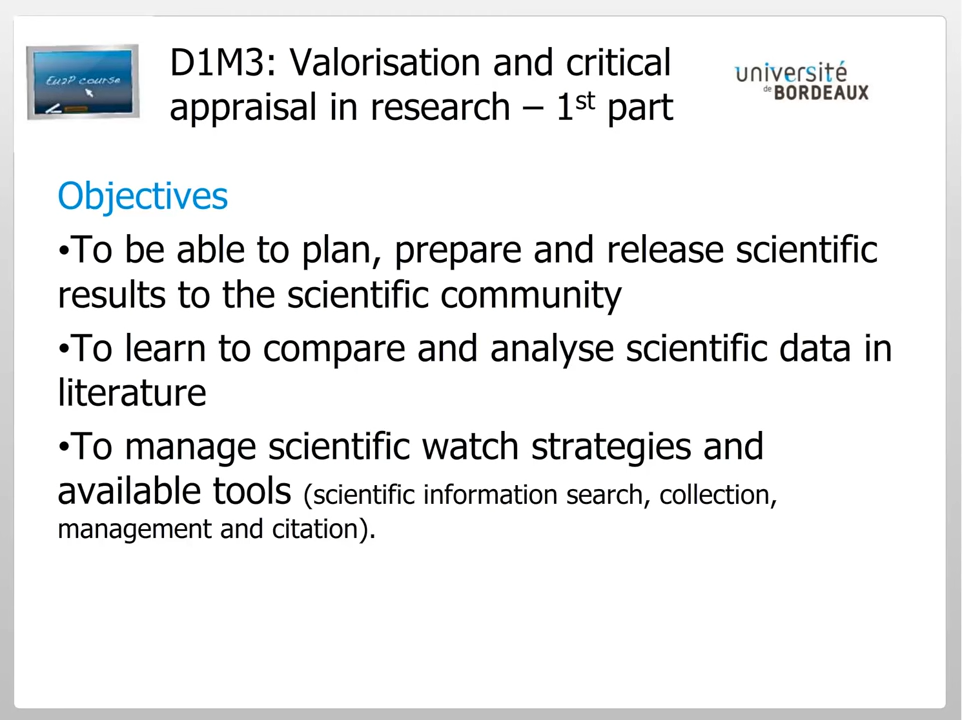 Eu2P course
D1M3: Valorisation and critical
appraisal in research – 1st part
université
de BORDEAUX
Objectives
•To be able to plan, prepare and release scientific
results to the scientific community
•To learn to compare and analyse scientific data in
literature
•To manage scientific watch strategies and
available tools (scientific information search, collection,
management and citation).